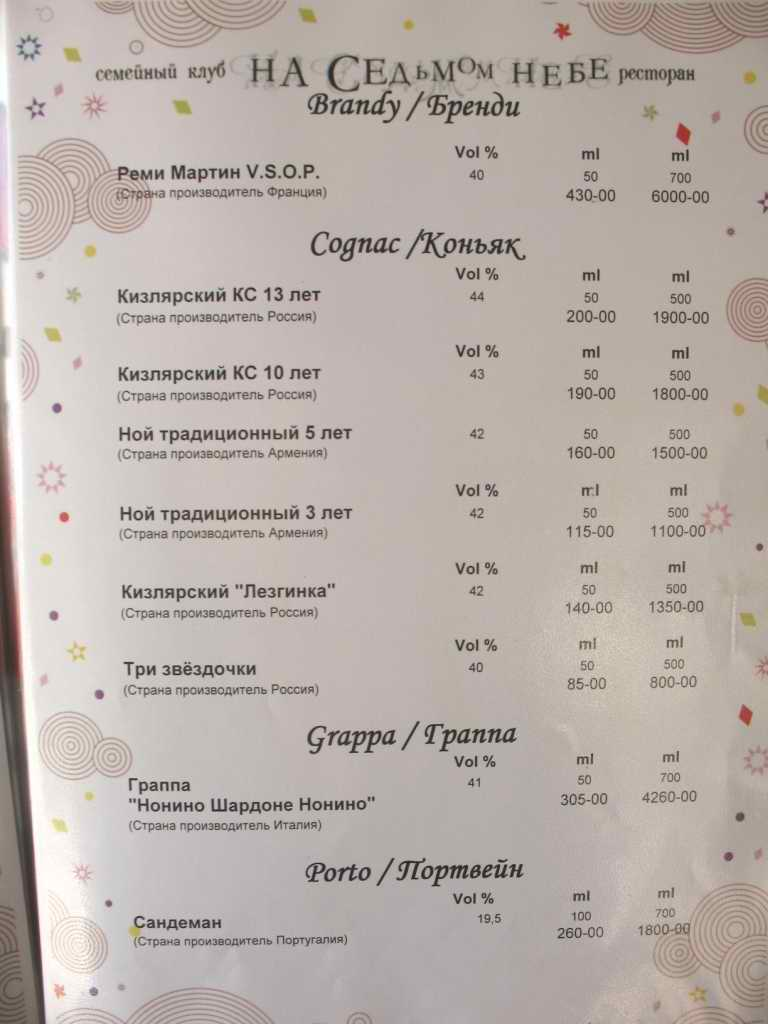 семейный клуб НА СЕДЬМОМ НЕБЕ ресторан
Brandy / Бренди
Vol % ml ml
Реми Мартин V.S.O.P. 40 50 700
(Страна производитель Франция) 430-00 6000-00
Cognac /Коньяк
Vol % ml ml
Кизлярский КС 13 лет 44 50 500
(Страна производитель Россия) 200-00 1900-00
Vol % ml ml
Кизлярский КС 10 лет 43 50 500
(Страна производитель Россия) 190-00 1800-00
Ной традиционный 5 лет 42 50 500
(Страна производитель Армения) 160-00 1500-00
Vol % ml ml
Ной традиционный 3 лет 42 50 500
(Страна производитель Армения) 115-00 1100-00
Vol % ml ml
Кизлярский "Лезгинка" 42 50 500
(Страна производитель Россия) 140-00 1350-00
Vol % ml ml
Три звёздочки 40 50 500
(Страна производитель Россия) 85-00 800-00
Grappa / Граппа
Vol % ml ml
Граппа 41 50 700
"Нонино Шардоне Нонино" 305-00 4260-00
(Страна производитель Италия)
Porto / Портвейн
Vol % ml ml
Сандеман 19,5 100 700
(Страна производитель Португалия) 260-00 1800-00